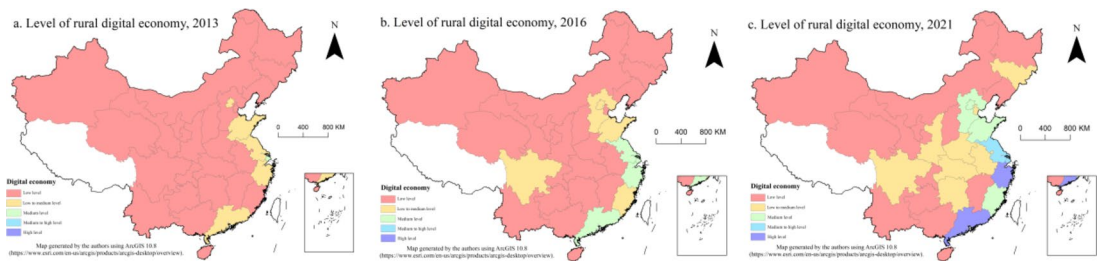 a. Level of rural digital economy, 2013
N
0 400 800 KM
Digital economy
Low level
Low to medium level
Medium level
Medium to high level
High level
Map generated by the authors using ArcGIS 10.8
(https://www.esri.com/en-us/arcgis/products/arcgis-desktop/overview).
b. Level of rural digital economy, 2016
N
0 400 800 KM
Digital economy
Low level
Low to medium level
Medium level
Medium to high level
High level
Map generated by the authors using ArcGIS 10.8
(https://www.esri.com/en-us/arcgis/products/arcgis-desktop/overview).
c. Level of rural digital economy, 2021
N
0 400 800 KM
Digital economy
Low level
Low to medium level
Medium level
Medium to high level
High level
Map generated by the authors using ArcGIS 10.8
(https://www.esri.com/en-us/arcgis/products/arcgis-desktop/overview).